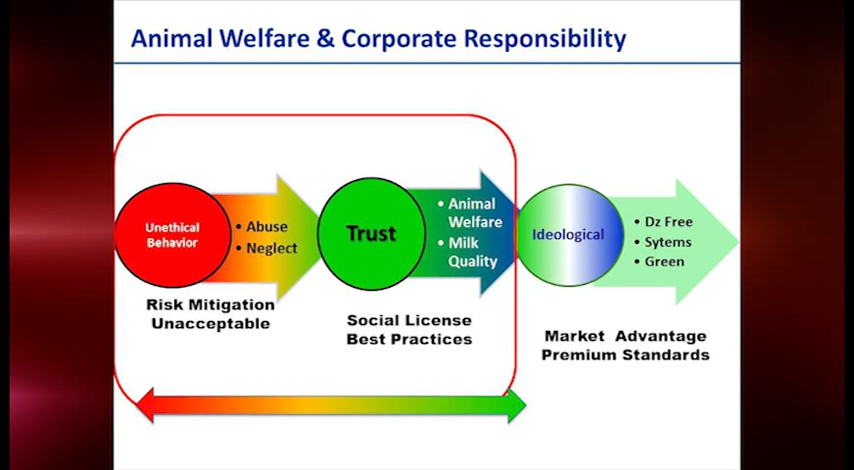 Animal Welfare & Corporate Responsibility
Unethical
Behavior
• Abuse
• Neglect
Risk Mitigation
Unacceptable
Trust
• Animal
Welfare
• Milk
Quality
Social License
Best Practices
Ideological
• Dz Free
• Sytems
• Green
Market Advantage
Premium Standards